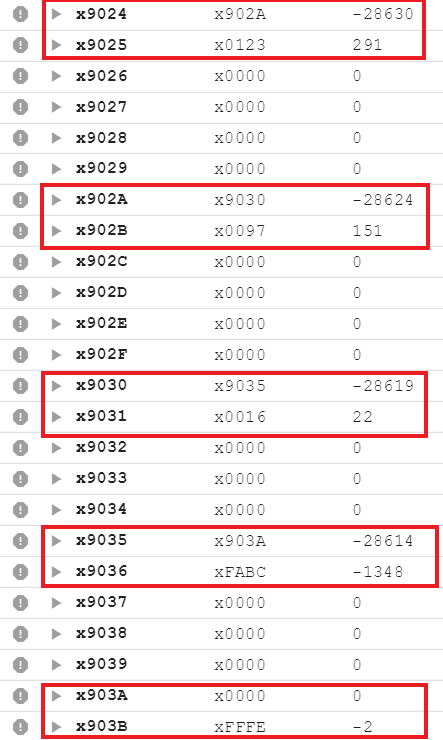 x9024 x902A -28630
x9025 x0123 291
x9026 x0000 0
x9027 x0000 0
x9028 x0000 0
x9029 x0000 0
x902A x9030 -28624
x902B x0097 151
x902C x0000 0
x902D x0000 0
x902E x0000 0
x902F x0000 0
x9030 x9035 -28619
x9031 x0016 22
x9032 x0000 0
x9033 x0000 0
x9034 x0000 0
x9035 x903A -28614
x9036 xFABC -1348
x9037 x0000 0
x9038 x0000 0
x9039 x0000 0
x903A x0000 0
x903B xFFFE -2